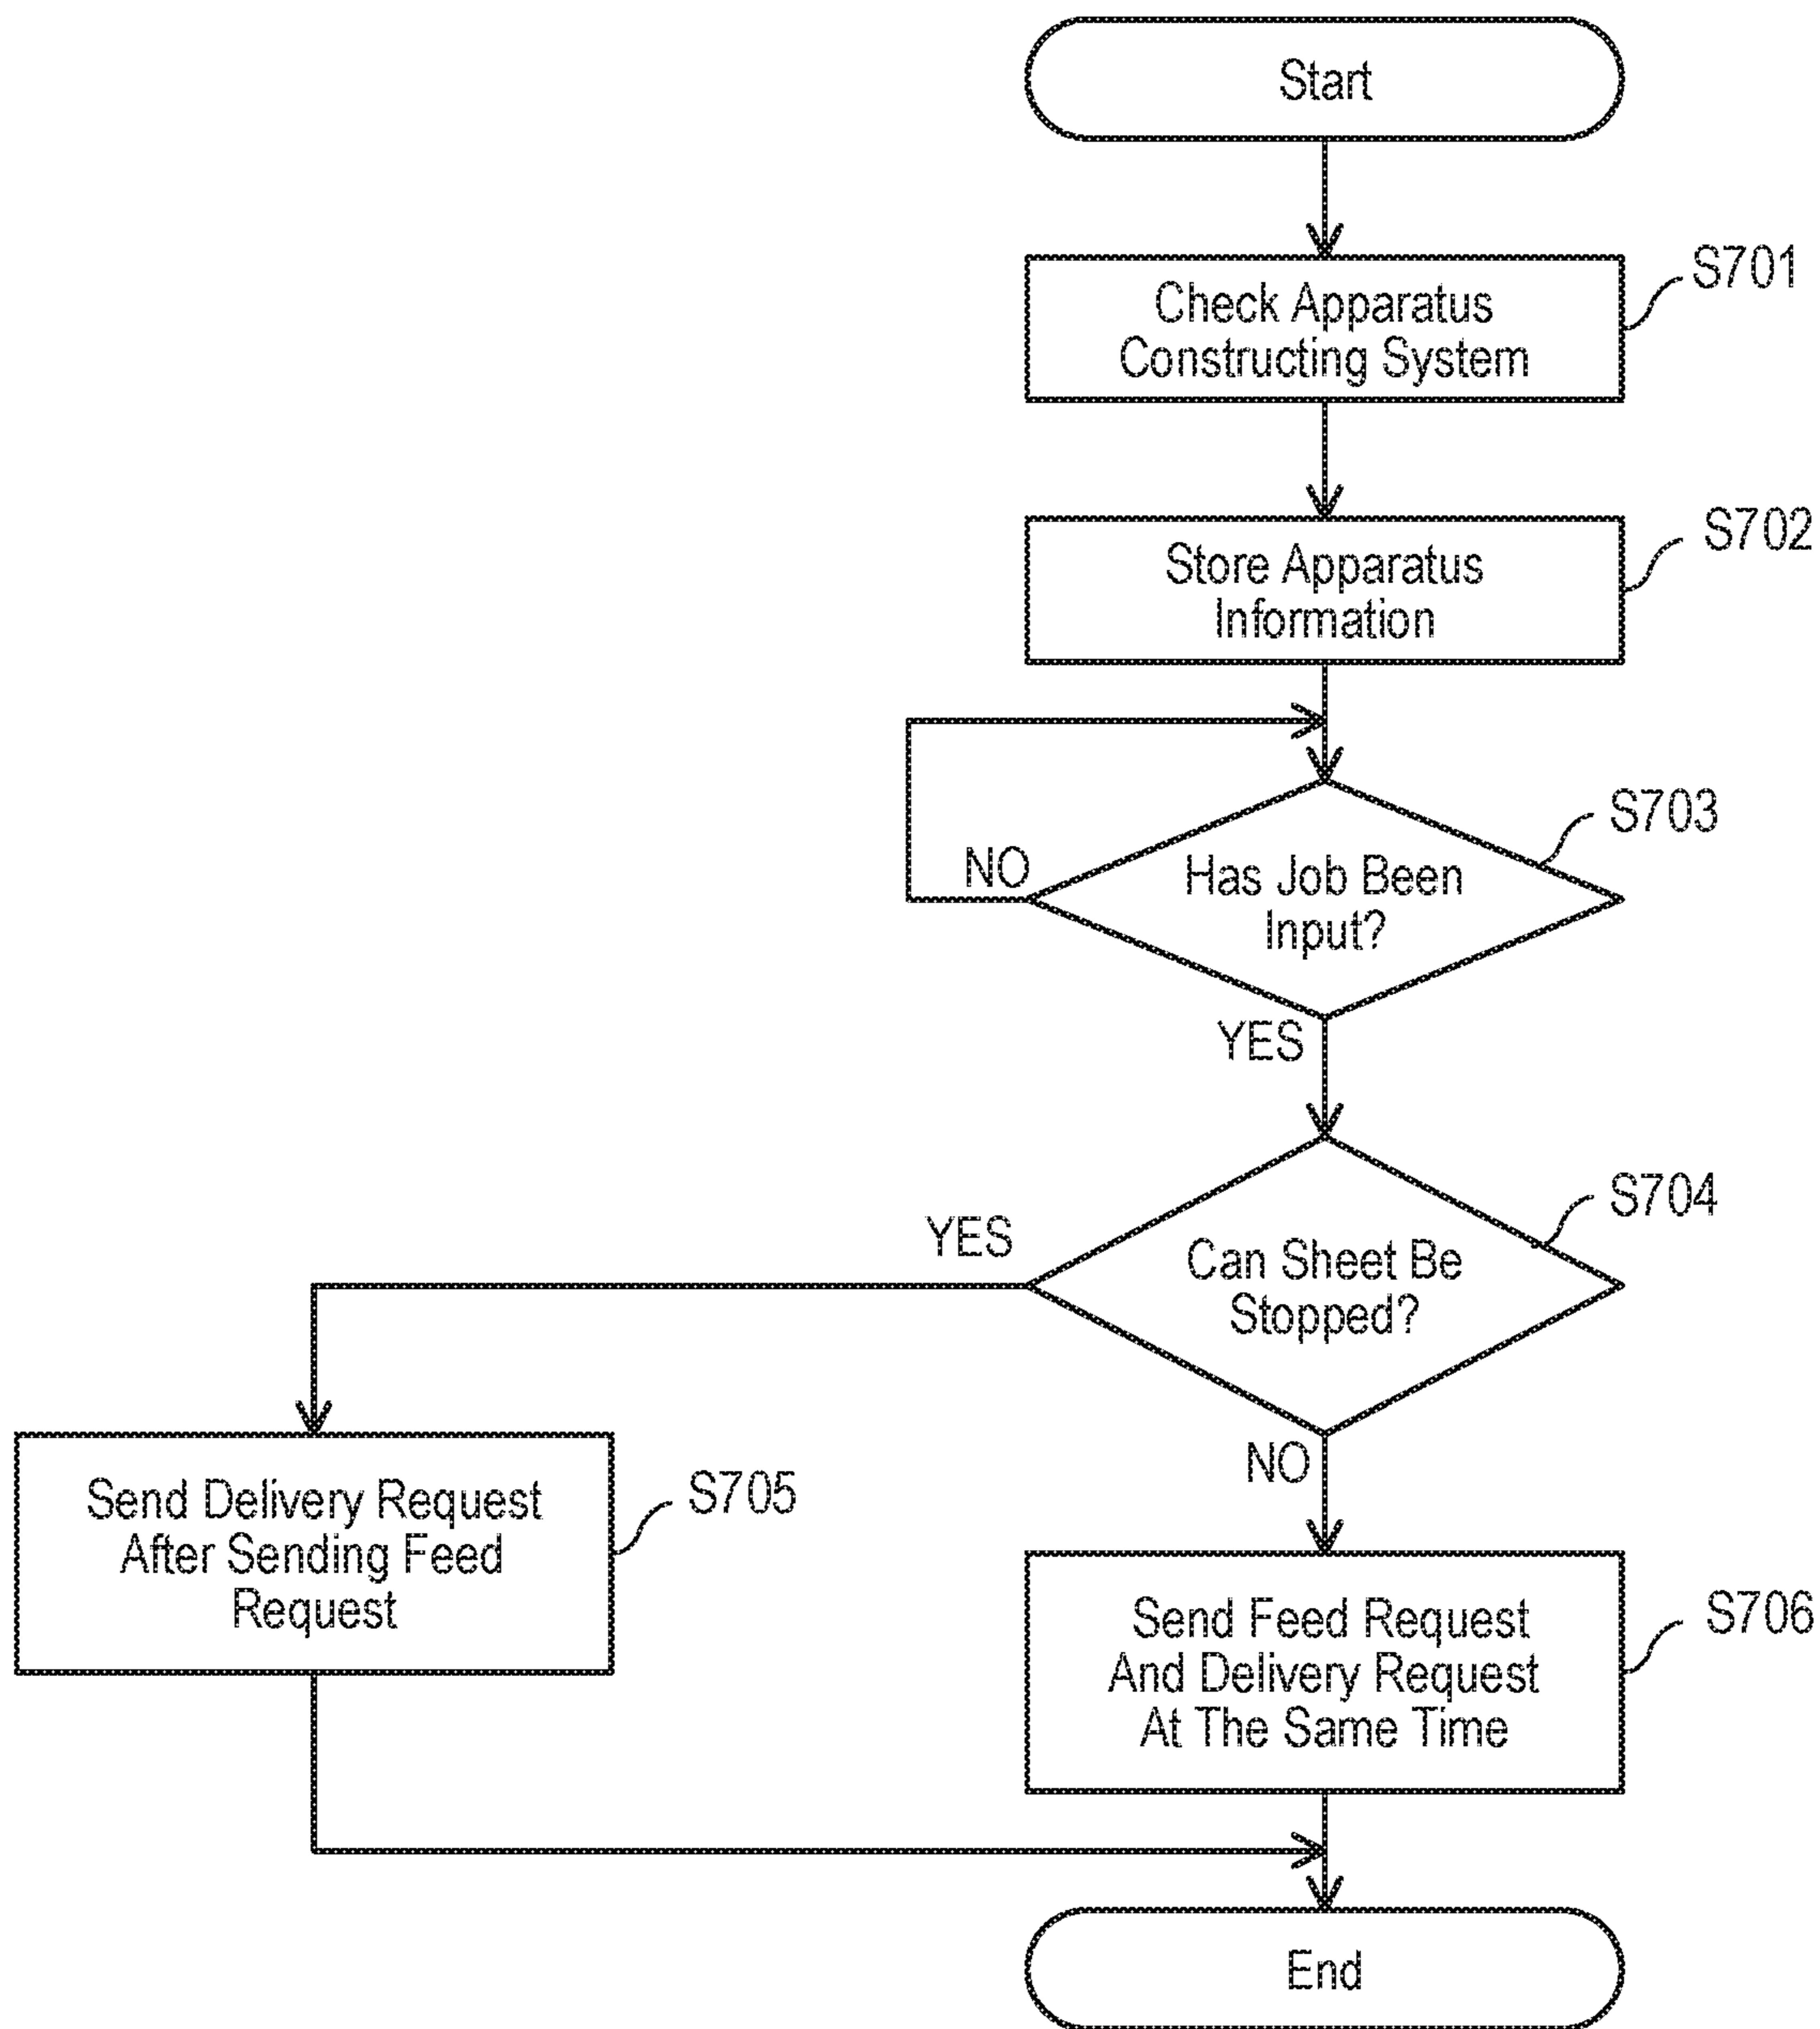 Start
S701
Check Apparatus
Constructing System
S702
Store Apparatus
Information
S703
NO
Has Job Been
Input?
YES
S704
YES
Can Sheet Be
Stopped?
NO
S705
Send Delivery Request
After Sending Feed
Request
S706
Send Feed Request
And Delivery Request
At The Same Time
End